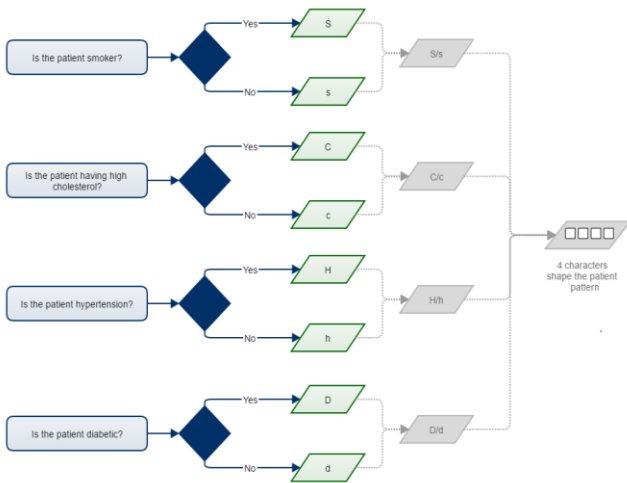 Is the patient smoker?
Yes
S
No
s
S/s
Is the patient having high
cholesterol?
Yes
C
No
c
C/c
Is the patient hypertension?
Yes
H
No
h
H/h
Is the patient diabetic?
Yes
D
No
d
D/d
4 characters
shape the patient
pattern
.